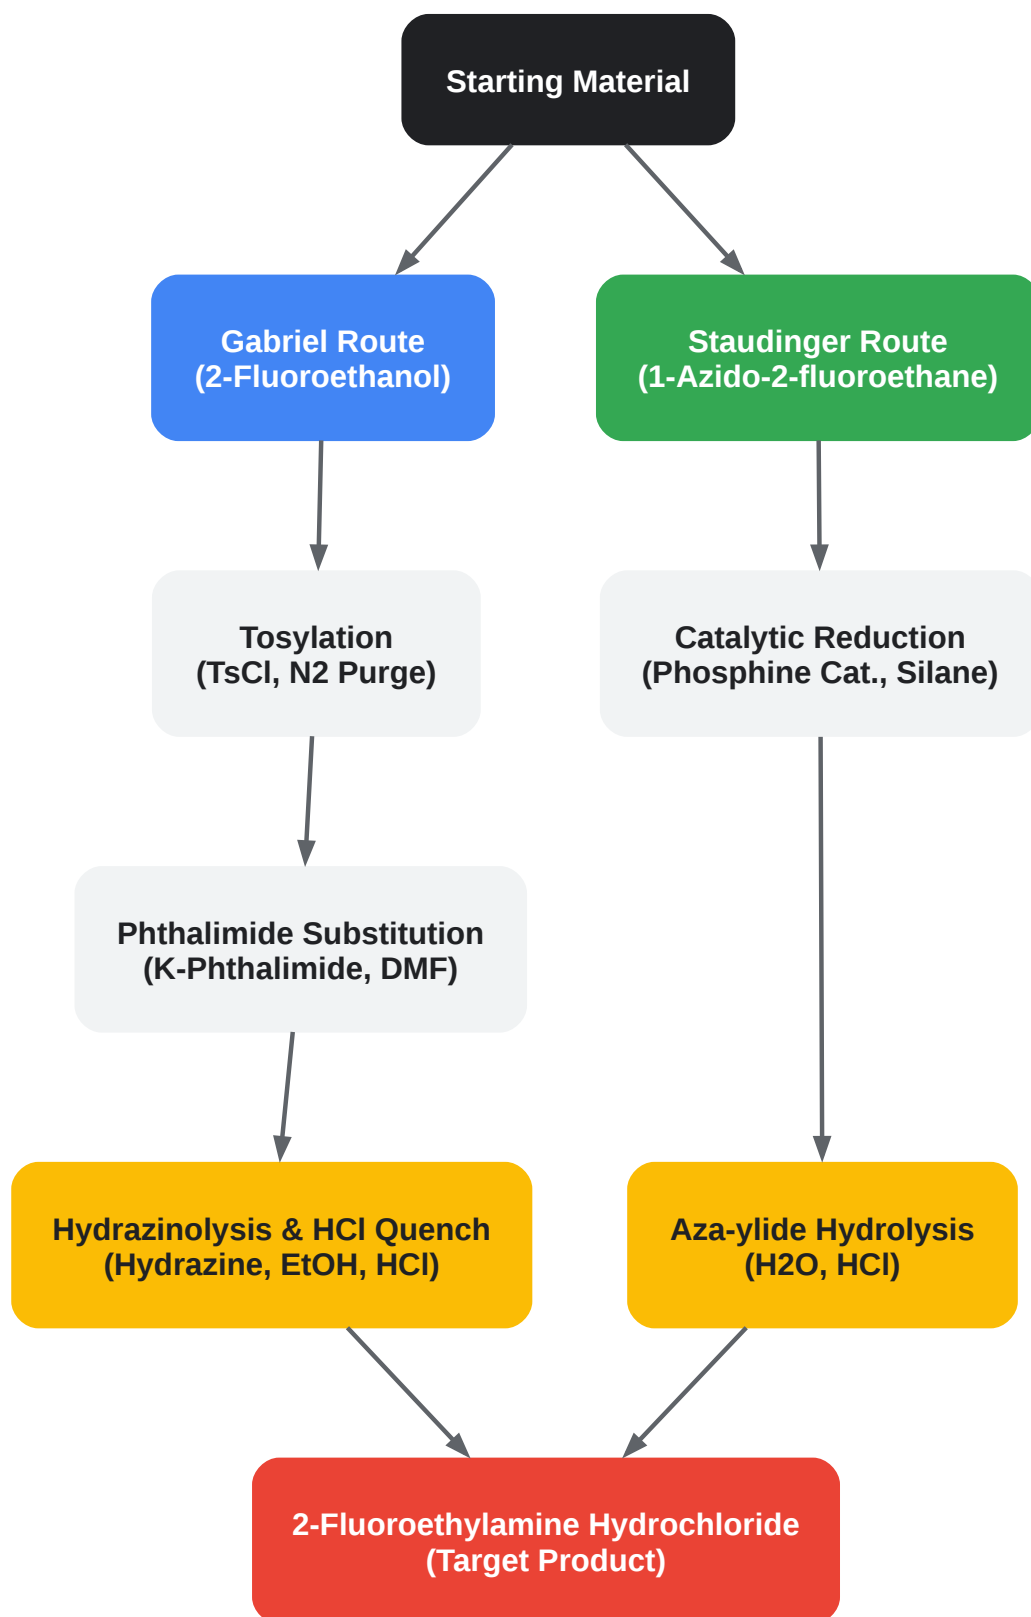 Starting Material
Gabriel Route
(2-Fluoroethanol)
Staudinger Route
(1-Azido-2-fluoroethane)
Tosylation
(TsCl, N2 Purge)
Catalytic Reduction
(Phosphine Cat., Silane)
Phthalimide Substitution
(K-Phthalimide, DMF)
Hydrazinolysis & HCl Quench
(Hydrazine, EtOH, HCl)
Aza-ylide Hydrolysis
(H2O, HCl)
2-Fluoroethylamine Hydrochloride
(Target Product)